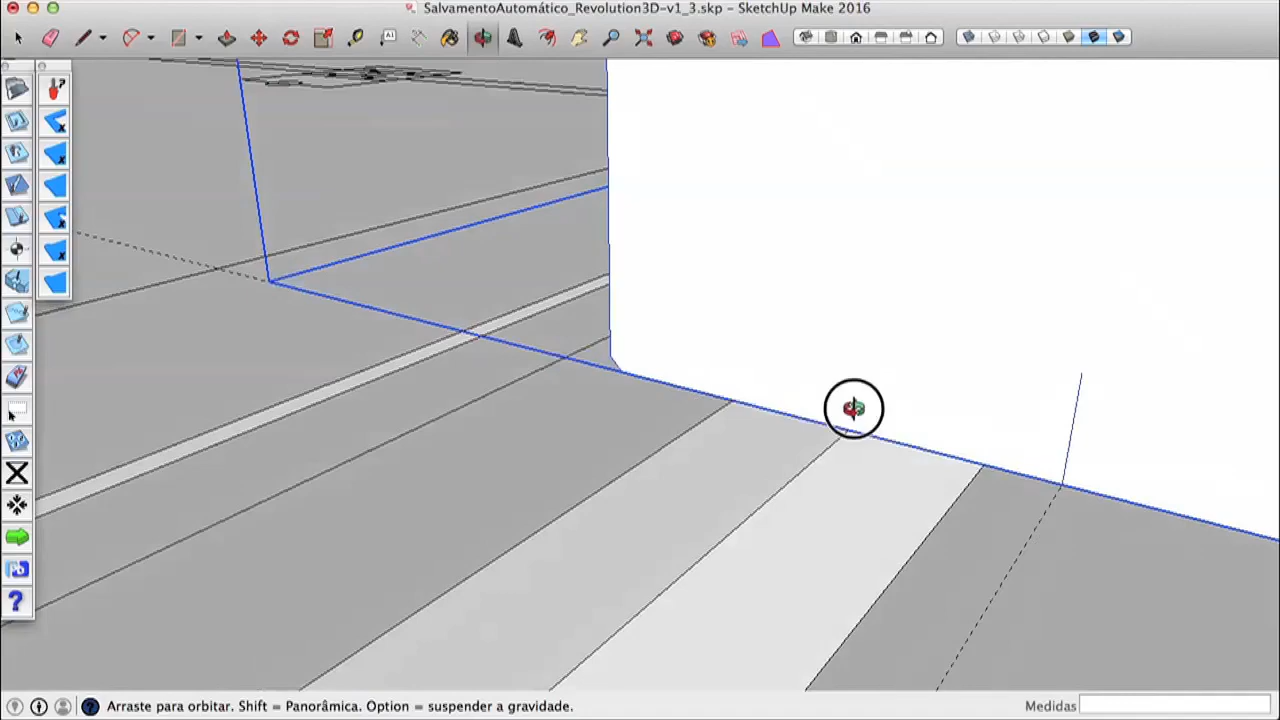 SalvamentoAutomático_Revolution3D-v1_3.skp - SketchUp Make 2016
Arraste para orbitar. Shift = Panorâmica. Option = suspender a gravidade.
Medidas